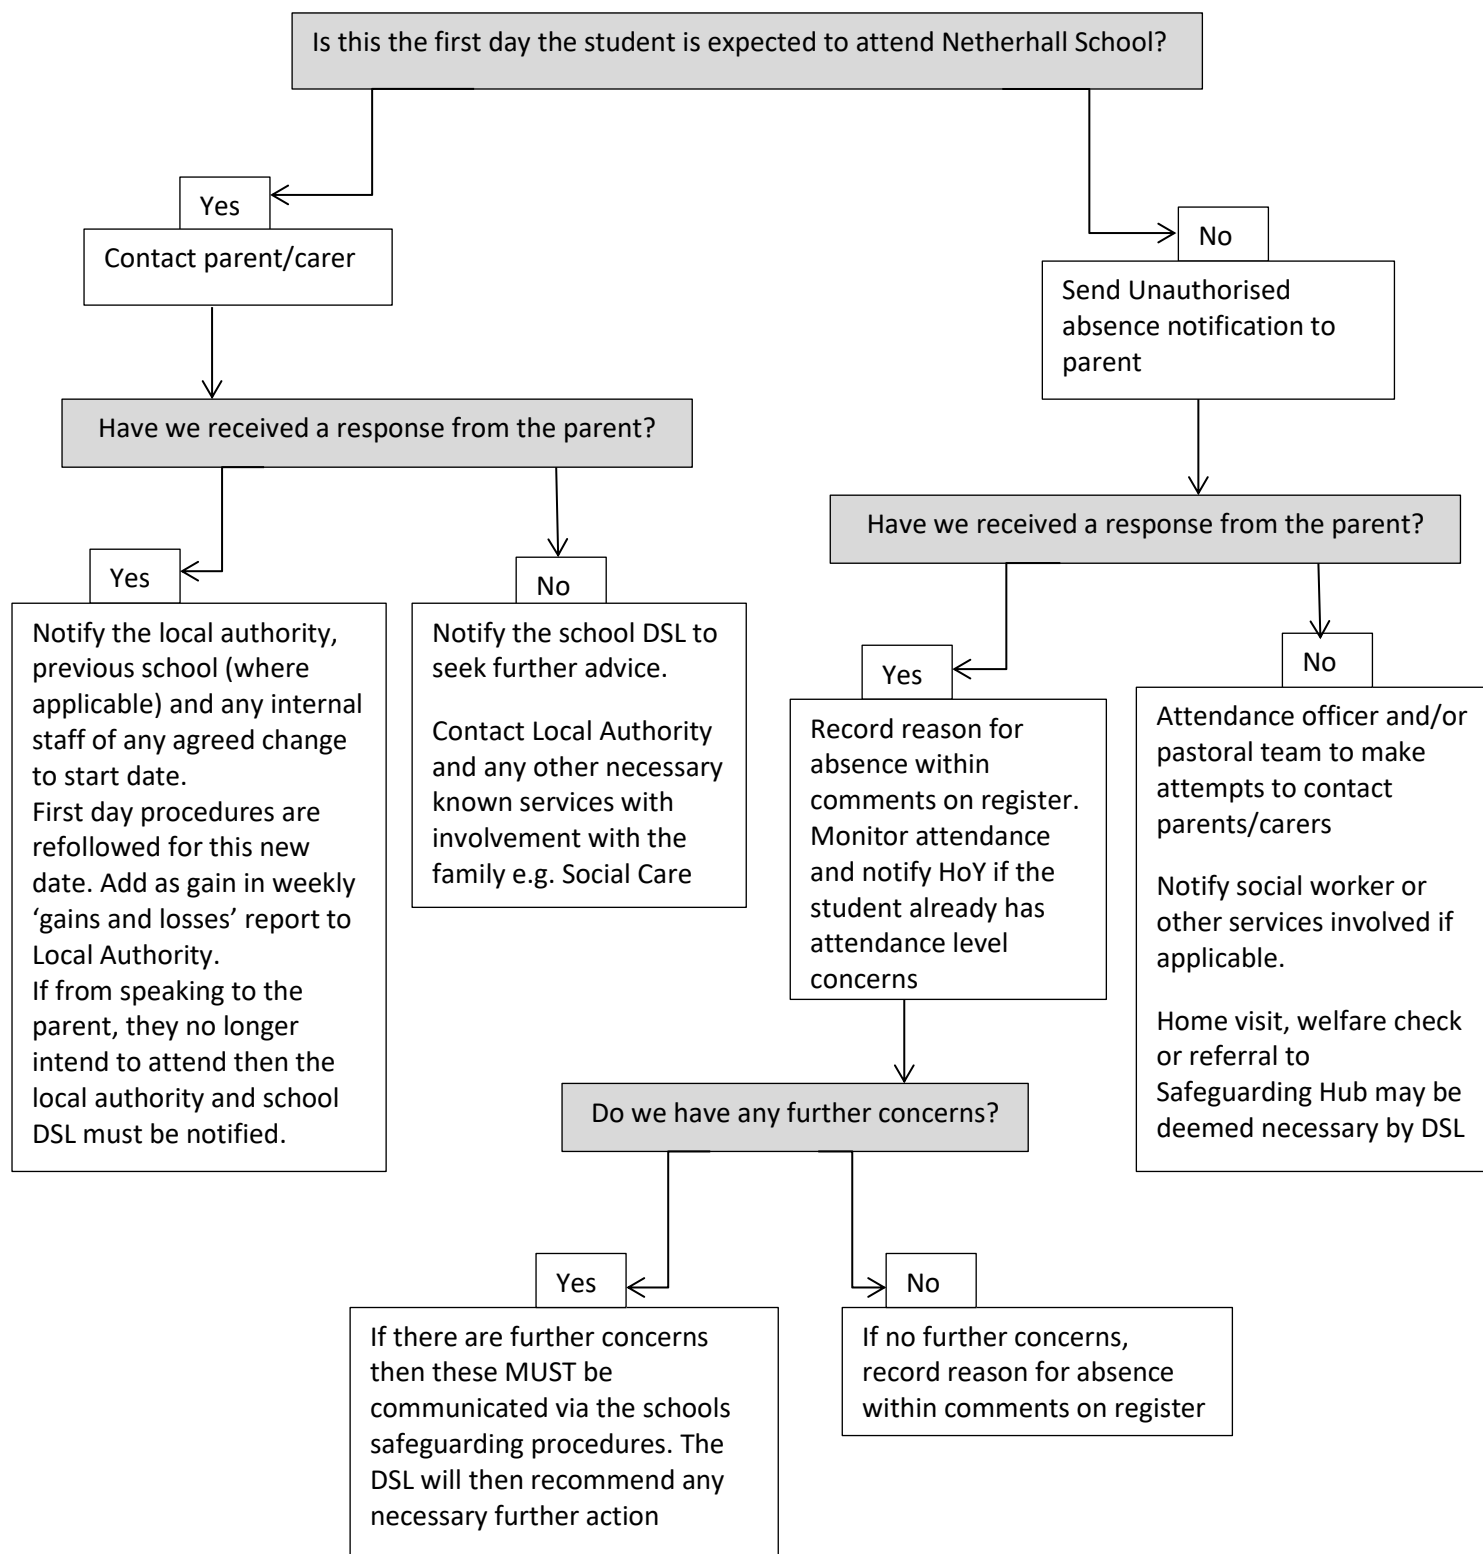 Is this the first day the student is expected to attend Netherhall School?
Yes
Contact parent/carer
No
Send Unauthorised
absence notification to
parent
Have we received a response from the parent?
Yes
Notify the local authority,
previous school (where
applicable) and any internal
staff of any agreed change
to start date.
First day procedures are
refollowed for this new
date. Add as gain in weekly
‘gains and losses’ report to
Local Authority.
If from speaking to the
parent, they no longer
intend to attend then the
local authority and school
DSL must be notified.
No
Notify the school DSL to
seek further advice.
Contact Local Authority
and any other necessary
known services with
involvement with the
family e.g. Social Care
Have we received a response from the parent?
Yes
Record reason for
absence within
comments on register.
Monitor attendance
and notify HoY if the
student already has
attendance level
concerns
No
Attendance officer and/or
pastoral team to make
attempts to contact
parents/carers
Notify social worker or
other services involved if
applicable.
Home visit, welfare check
or referral to
Safeguarding Hub may be
deemed necessary by DSL
Do we have any further concerns?
Yes
If there are further concerns
then these MUST be
communicated via the schools
safeguarding procedures. The
DSL will then recommend any
necessary further action
No
If no further concerns,
record reason for absence
within comments on register